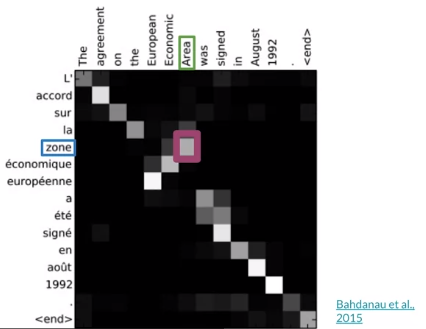 The
agreement
on
the
European
Economic
Area
was
signed
in
August
1992
.
<end>
L'
accord
sur
la
zone
économique
européenne
a
été
signé
en
août
1992
.
<end>
Bahdanau et al.,
2015